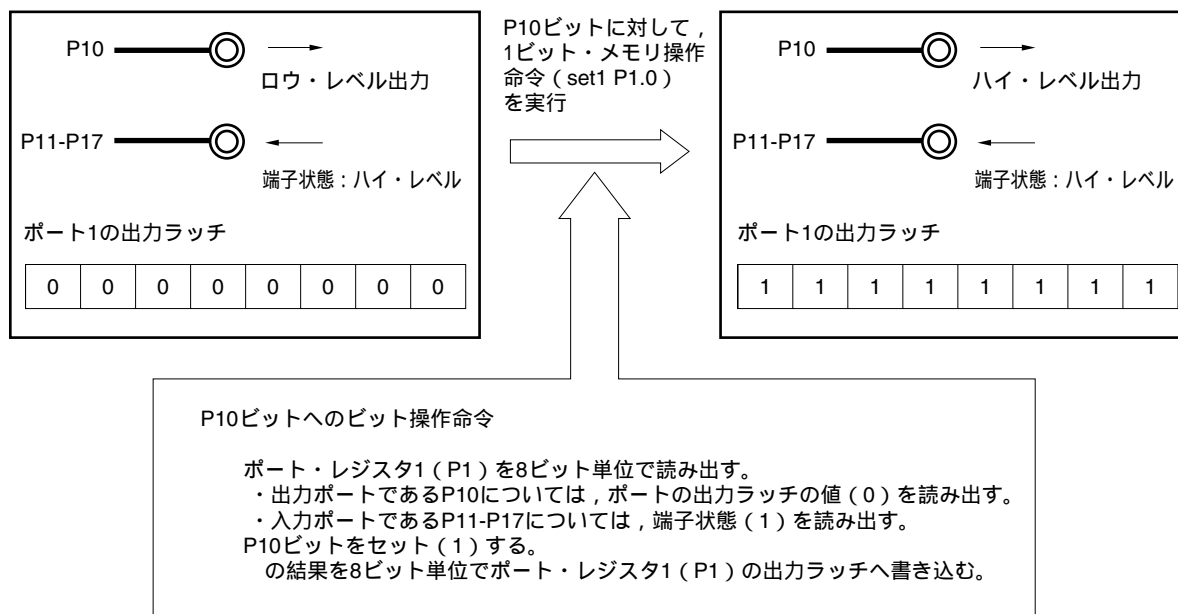 P10
ロウ・レベル出力
P11-P17
端子状態：ハイ・レベル
ポート1の出力ラッチ
0 0 0 0 0 0 0 0
P10ビットに対して，
1ビット・メモリ操作
命令（set1 P1.0）
を実行
P10
ハイ・レベル出力
P11-P17
端子状態：ハイ・レベル
ポート1の出力ラッチ
1 1 1 1 1 1 1 1
P10ビットへのビット操作命令
ポート・レジスタ1（P1）を8ビット単位で読み出す。
・出力ポートであるP10については，ポートの出力ラッチの値（0）を読み出す。
・入力ポートであるP11-P17については，端子状態（1）を読み出す。
P10ビットをセット（1）する。
の結果を8ビット単位でポート・レジスタ1（P1）の出力ラッチへ書き込む。